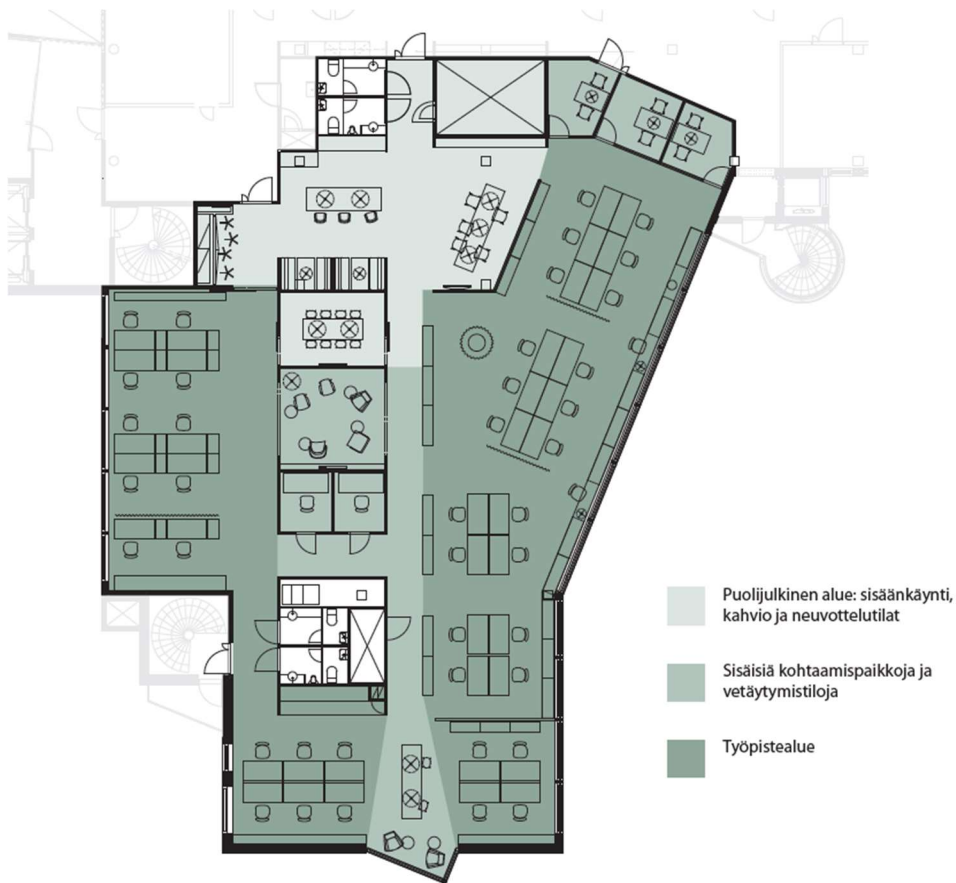 Puolijulkinen alue: sisäänkäynti,
kahvio ja neuvottelutilat
Sisäisiä kohtaamispaikkoja ja
vetäytymistiloja
Työpistealue